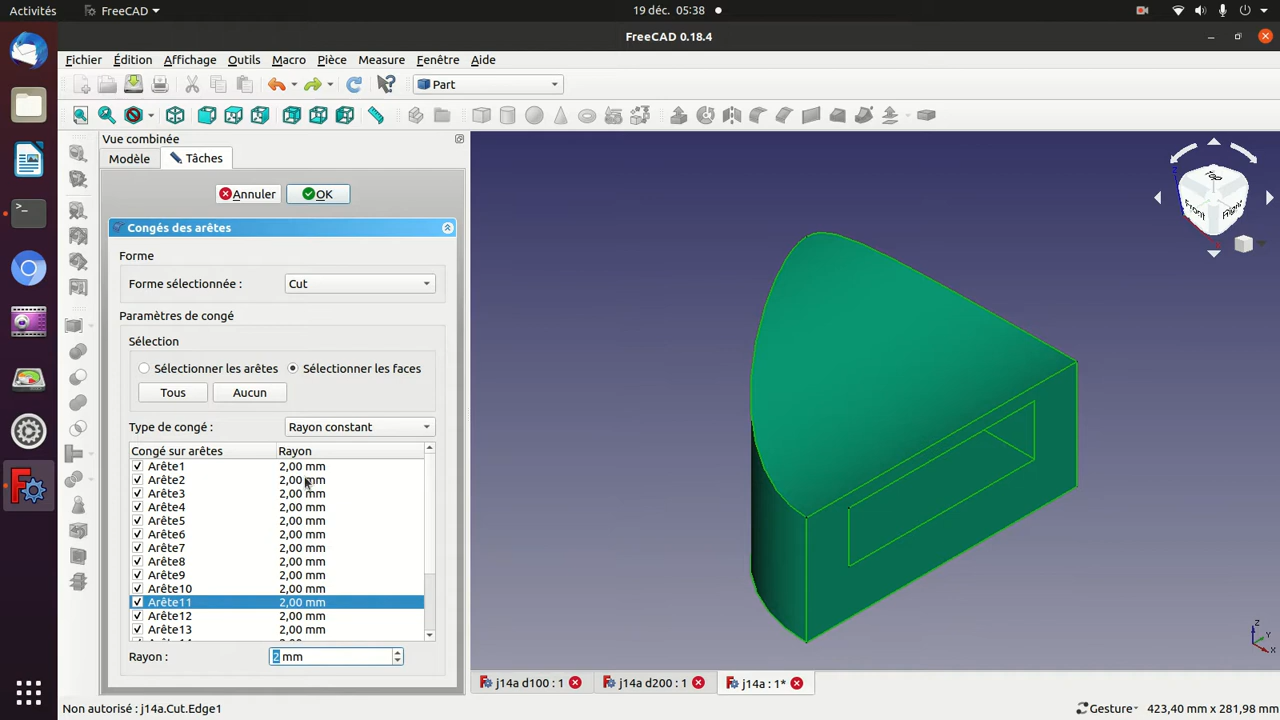 Activités
FreeCAD
19 déc. 05:38
FreeCAD 0.18.4
Fichier Édition Affichage Outils Macro Pièce Mesure Fenêtre Aide
Part
Vue combinée
Modèle Tâches
Annuler OK
Congés des arêtes
Forme
Forme sélectionnée : Cut
Paramètres de congé
Sélection
Sélectionner les arêtes Sélectionner les faces
Tous Aucun
Type de congé : Rayon constant
Congé sur arêtes Rayon
Arête1 2,00 mm
Arête2 2,00 mm
Arête3 2,00 mm
Arête4 2,00 mm
Arête5 2,00 mm
Arête6 2,00 mm
Arête7 2,00 mm
Arête8 2,00 mm
Arête9 2,00 mm
Arête10 2,00 mm
Arête11 2,00 mm
Arête12 2,00 mm
Arête13 2,00 mm
Rayon : 2 mm
Front Right
Z
Y
X
j14a d100 : 1 j14a d200 : 1 j14a : 1*
Non autorisé : j14a.Cut.Edge1
Gesture 423,40 mm x 281,98 mm